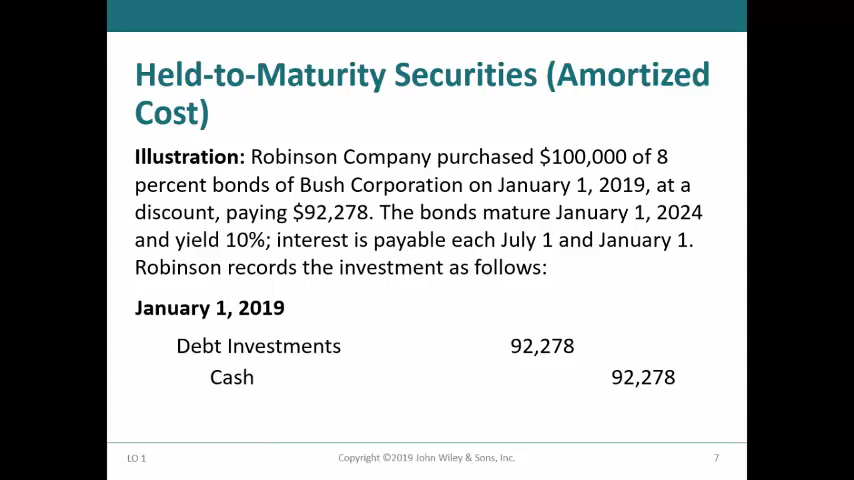 Held-to-Maturity Securities (Amortized
Cost)
Illustration: Robinson Company purchased $100,000 of 8
percent bonds of Bush Corporation on January 1, 2019, at a
discount, paying $92,278. The bonds mature January 1, 2024
and yield 10%; interest is payable each July 1 and January 1.
Robinson records the investment as follows:
January 1, 2019
Debt Investments 92,278
Cash 92,278
LO 1 Copyright ©2019 John Wiley & Sons, Inc. 7